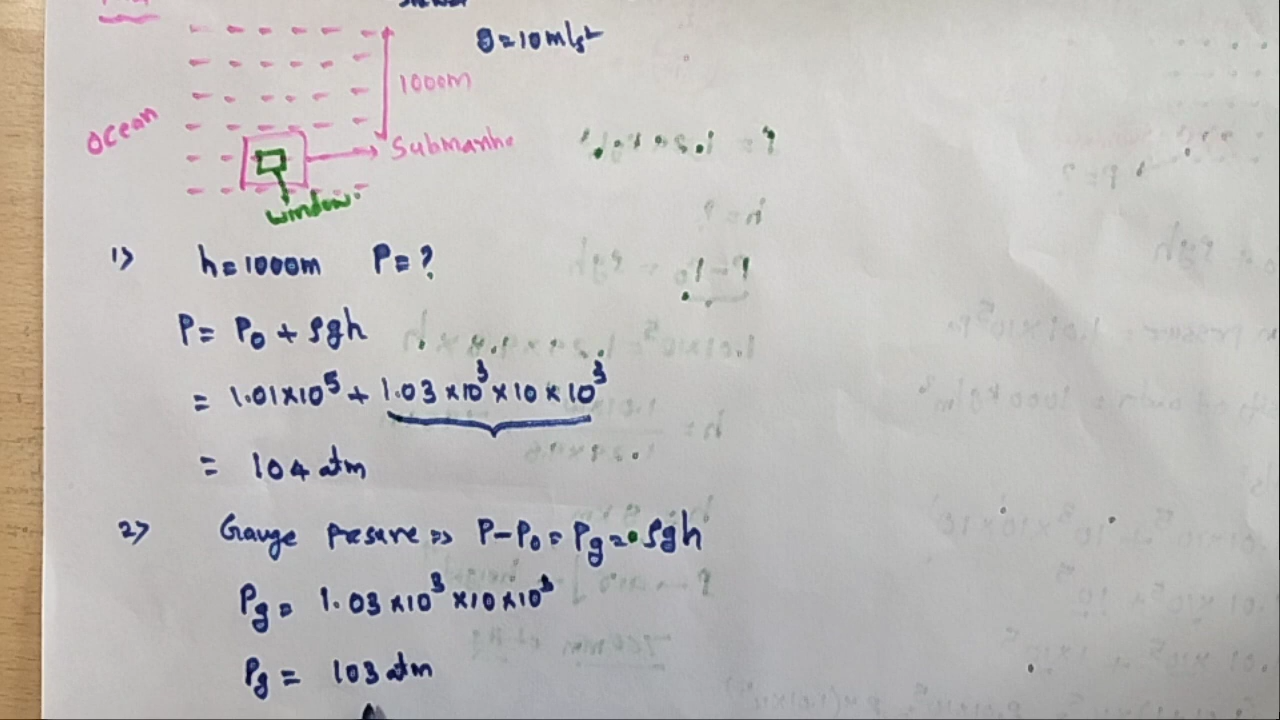 g=10m/s²
1000m
Ocean
Submarine
window.
1) h=1000m P=?
P= P₀ + ρgh
= 1.01×10⁵ + 1.03×10³×10×10³
= 104 atm
2) Gauge presure => P-P₀ = Pg = ρgh
Pg = 1.03×10³×10×10³
Pg = 103 atm